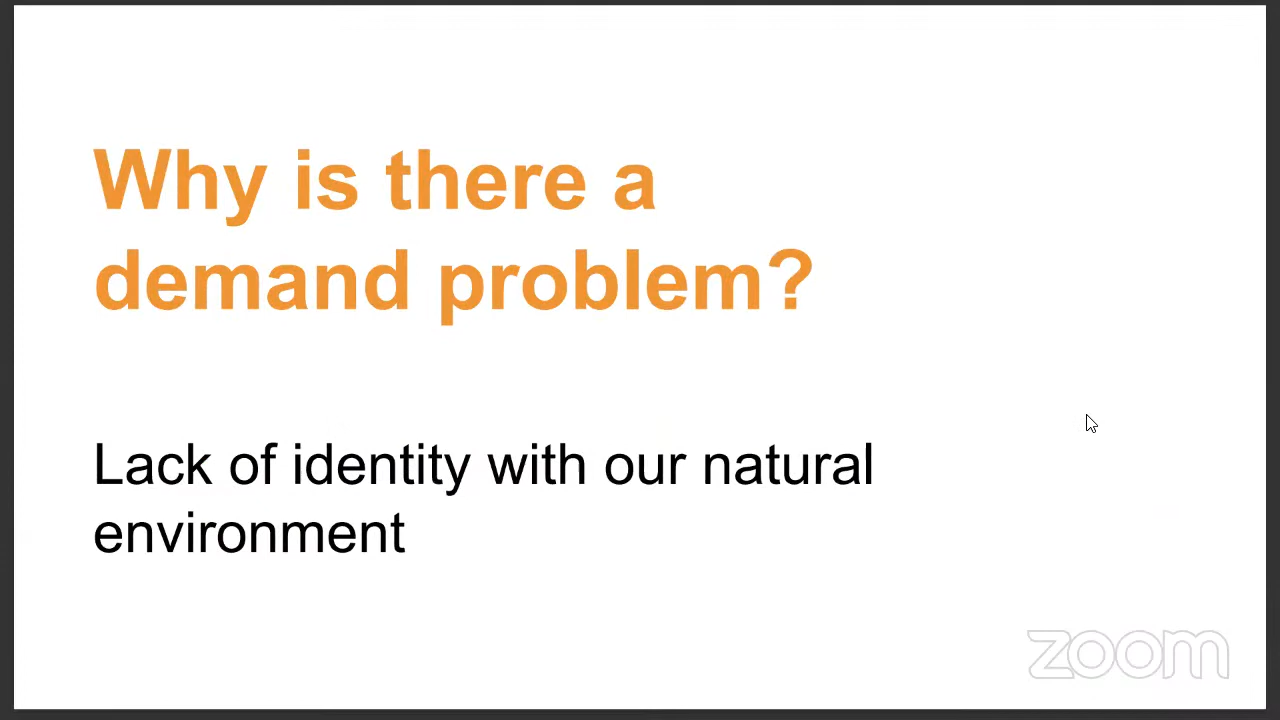 Why is there a
demand problem?
Lack of identity with our natural
environment
zoom